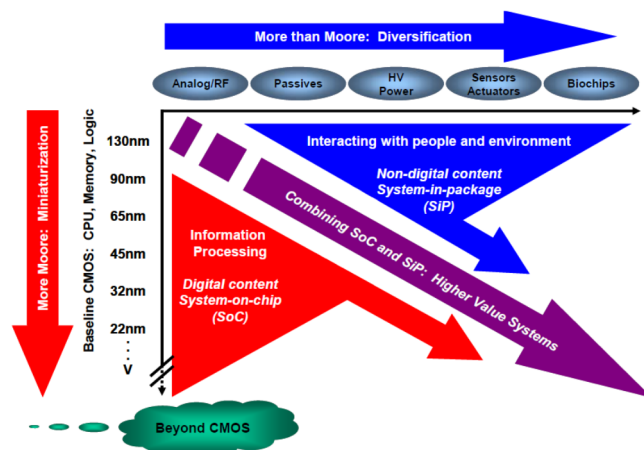 More than Moore: Diversification
Analog/RF
Passives
HV
Power
Sensors
Actuators
Biochips
More Moore: Miniaturization
Baseline CMOS: CPU, Memory, Logic
130nm
90nm
65nm
45nm
32nm
22nm
.
.
.
V
Interacting with people and environment
Non-digital content
System-in-package
(SiP)
Combining SoC and SiP: Higher Value Systems
Information
Processing
Digital content
System-on-chip
(SoC)
Beyond CMOS